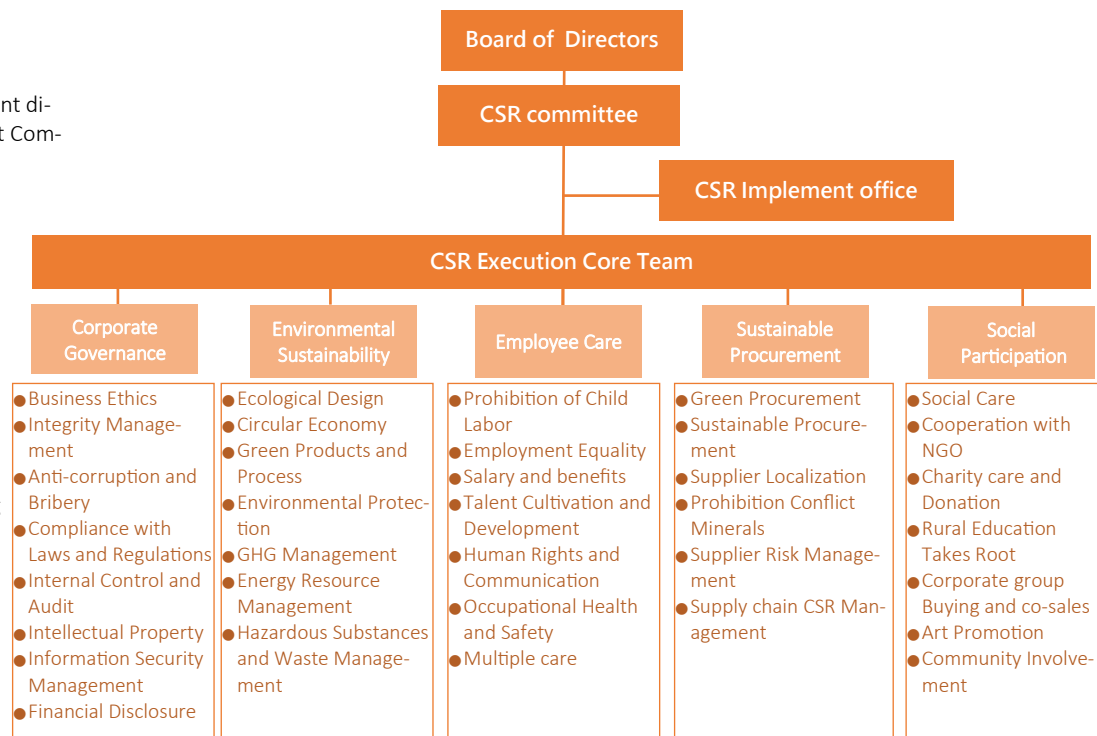 Board of Directors
nt di-
t Com-
CSR committee
CSR Implement office
CSR Execution Core Team
Corporate
Governance
Environmental
Sustainability
Employee Care
Sustainable
Procurement
Social
Participation
● Business Ethics
● Integrity Manage-
ment
● Anti-corruption and
Bribery
● Compliance with
Laws and Regulations
● Internal Control and
Audit
● Intellectual Property
● Information Security
Management
● Financial Disclosure
● Ecological Design
● Circular Economy
● Green Products and
Process
● Environmental Protec-
tion
● GHG Management
● Energy Resource
Management
● Hazardous Substances
and Waste Manage-
ment
● Prohibition of Child
Labor
● Employment Equality
● Salary and benefits
● Talent Cultivation and
Development
● Human Rights and
Communication
● Occupational Health
and Safety
● Multiple care
● Green Procurement
● Sustainable Procure-
ment
● Supplier Localization
● Prohibition Conflict
Minerals
● Supplier Risk Manage-
ment
● Supply chain CSR Man-
agement
● Social Care
● Cooperation with
NGO
● Charity care and
Donation
● Rural Education
Takes Root
● Corporate group
Buying and co-sales
● Art Promotion
● Community Involve-
ment